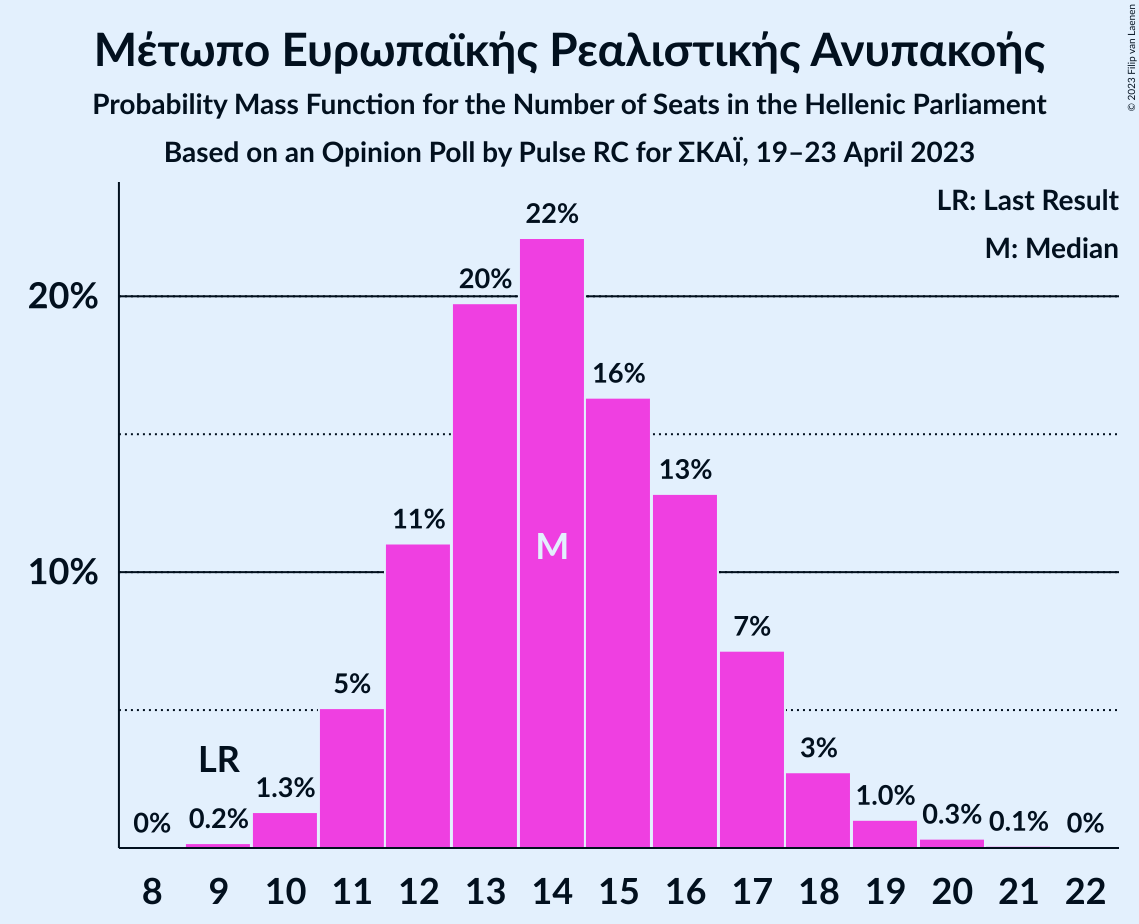 Μέτωπο Ευρωπαϊκής Ρεαλιστικής Ανυπακοής
Probability Mass Function for the Number of Seats in the Hellenic Parliament
Based on an Opinion Poll by Pulse RC for ΣΚΑΪ, 19–23 April 2023
© 2023 Filip van Laenen
LR: Last Result
M: Median
20%
10%
0%
0.2%
LR
1.3%
5%
11%
20%
22%
M
16%
13%
7%
3%
1.0%
0.3%
0.1%
0%
8 9 10 11 12 13 14 15 16 17 18 19 20 21 22